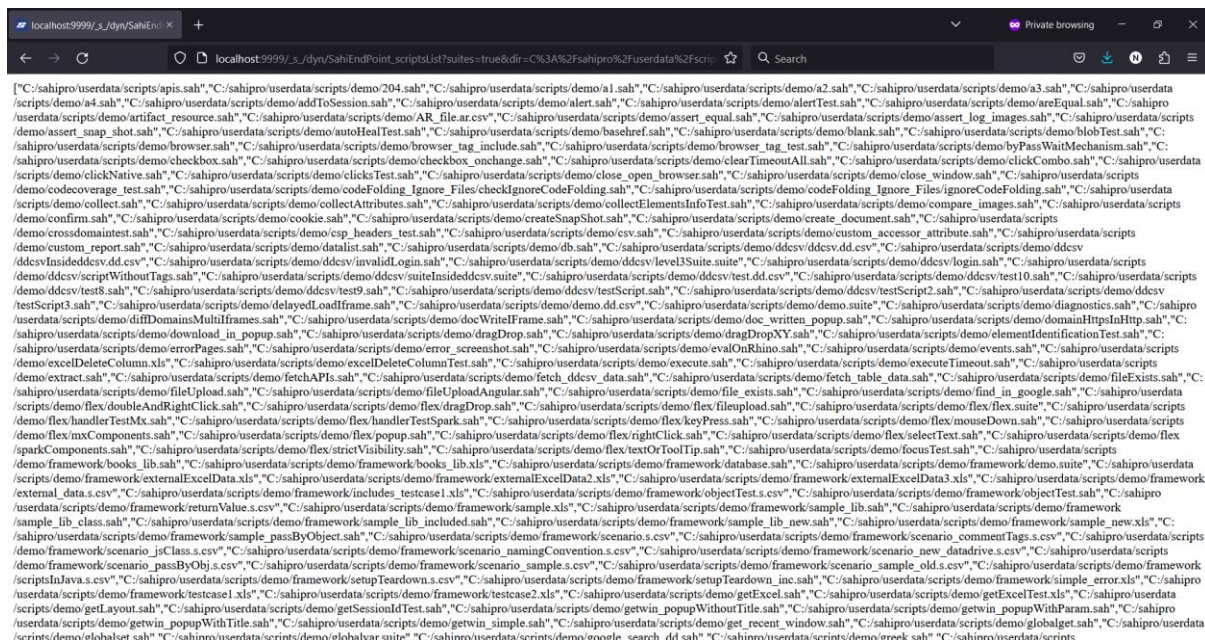 localhost:9999/_s_/dyn/SahiEnd
Private browsing
localhost:9999/_s_/dyn/SahiEndPoint_scriptsList?suites=true&dir=C%3A%2Fsahipro%2Fuserdata%2Fscrip
Search
["C:/sahipro/userdata/scripts/apis.sah","C:/sahipro/userdata/scripts/demo/204.sah","C:/sahipro/userdata/scripts/demo/a1.sah","C:/sahipro/userdata/scripts/demo/a2.sah","C:/sahipro/userdata/scripts/demo/a3.sah","C:/sahipro/userdata
/scripts/demo/a4.sah","C:/sahipro/userdata/scripts/demo/addToSession.sah","C:/sahipro/userdata/scripts/demo/alert.sah","C:/sahipro/userdata/scripts/demo/alertTest.sah","C:/sahipro/userdata/scripts/demo/areEqual.sah","C:/sahipro
/userdata/scripts/demo/artifact_resource.sah","C:/sahipro/userdata/scripts/demo/AR_file.ar.csv","C:/sahipro/userdata/scripts/demo/assert_equal.sah","C:/sahipro/userdata/scripts/demo/assert_log_images.sah","C:/sahipro/userdata/scripts
/demo/assert_snap_shot.sah","C:/sahipro/userdata/scripts/demo/autoHealTest.sah","C:/sahipro/userdata/scripts/demo/basehref.sah","C:/sahipro/userdata/scripts/demo/blank.sah","C:/sahipro/userdata/scripts/demo/blobTest.sah","C:
/sahipro/userdata/scripts/demo/browser.sah","C:/sahipro/userdata/scripts/demo/browser_tag_include.sah","C:/sahipro/userdata/scripts/demo/browser_tag_test.sah","C:/sahipro/userdata/scripts/demo/byPassWaitMechanism.sah","C:
/sahipro/userdata/scripts/demo/checkbox.sah","C:/sahipro/userdata/scripts/demo/checkbox_onchange.sah","C:/sahipro/userdata/scripts/demo/clearTimeoutAll.sah","C:/sahipro/userdata/scripts/demo/clickCombo.sah","C:/sahipro/userdata
/scripts/demo/clickNative.sah","C:/sahipro/userdata/scripts/demo/clicksTest.sah","C:/sahipro/userdata/scripts/demo/close_open_browser.sah","C:/sahipro/userdata/scripts/demo/close_window.sah","C:/sahipro/userdata/scripts
/demo/codecoverage_test.sah","C:/sahipro/userdata/scripts/demo/codeFolding_Ignore_Files/checkIgnoreCodeFolding.sah","C:/sahipro/userdata/scripts/demo/codeFolding_Ignore_Files/ignoreCodeFolding.sah","C:/sahipro/userdata
/scripts/demo/collect.sah","C:/sahipro/userdata/scripts/demo/collectAttributes.sah","C:/sahipro/userdata/scripts/demo/collectElementsInfoTest.sah","C:/sahipro/userdata/scripts/demo/compare_images.sah","C:/sahipro/userdata/scripts
/demo/confirm.sah","C:/sahipro/userdata/scripts/demo/cookie.sah","C:/sahipro/userdata/scripts/demo/createSnapShot.sah","C:/sahipro/userdata/scripts/demo/create_document.sah","C:/sahipro/userdata/scripts
/demo/crossdomaintest.sah","C:/sahipro/userdata/scripts/demo/csp_headers_test.sah","C:/sahipro/userdata/scripts/demo/csv.sah","C:/sahipro/userdata/scripts/demo/custom_accessor_attribute.sah","C:/sahipro/userdata/scripts
/demo/custom_report.sah","C:/sahipro/userdata/scripts/demo/datalist.sah","C:/sahipro/userdata/scripts/demo/db.sah","C:/sahipro/userdata/scripts/demo/ddcsv/ddcsv.dd.csv","C:/sahipro/userdata/scripts/demo/ddcsv
/ddcsvInsideddcsv.dd.csv","C:/sahipro/userdata/scripts/demo/ddcsv/invalidLogin.sah","C:/sahipro/userdata/scripts/demo/ddcsv/level3Suite.suite","C:/sahipro/userdata/scripts/demo/ddcsv/login.sah","C:/sahipro/userdata/scripts
/demo/ddcsv/scriptWithoutTags.sah","C:/sahipro/userdata/scripts/demo/ddcsv/suiteInsideddcsv.suite","C:/sahipro/userdata/scripts/demo/ddcsv/test.dd.csv","C:/sahipro/userdata/scripts/demo/ddcsv/test10.sah","C:/sahipro/userdata/scripts
/demo/ddcsv/test8.sah","C:/sahipro/userdata/scripts/demo/ddcsv/test9.sah","C:/sahipro/userdata/scripts/demo/ddcsv/testScript.sah","C:/sahipro/userdata/scripts/demo/ddcsv/testScript2.sah","C:/sahipro/userdata/scripts/demo/ddcsv
/testScript3.sah","C:/sahipro/userdata/scripts/demo/delayedLoadIframe.sah","C:/sahipro/userdata/scripts/demo/demo.dd.csv","C:/sahipro/userdata/scripts/demo/demo.suite","C:/sahipro/userdata/scripts/demo/diagnostics.sah","C:/sahipro
/userdata/scripts/demo/diffDomainsMultiIframes.sah","C:/sahipro/userdata/scripts/demo/docWriteIFrame.sah","C:/sahipro/userdata/scripts/demo/doc_written_popup.sah","C:/sahipro/userdata/scripts/demo/domainHttpsInHttp.sah","C:
/sahipro/userdata/scripts/demo/download_in_popup.sah","C:/sahipro/userdata/scripts/demo/dragDrop.sah","C:/sahipro/userdata/scripts/demo/dragDropXY.sah","C:/sahipro/userdata/scripts/demo/elementIdentificationTest.sah","C:
/sahipro/userdata/scripts/demo/errorPages.sah","C:/sahipro/userdata/scripts/demo/error_screenshot.sah","C:/sahipro/userdata/scripts/demo/evalOnRhino.sah","C:/sahipro/userdata/scripts/demo/events.sah","C:/sahipro/userdata/scripts
/demo/excelDeleteColumn.xls","C:/sahipro/userdata/scripts/demo/excelDeleteColumnTest.sah","C:/sahipro/userdata/scripts/demo/execute.sah","C:/sahipro/userdata/scripts/demo/executeTimeout.sah","C:/sahipro/userdata/scripts
/demo/extract.sah","C:/sahipro/userdata/scripts/demo/fetchAPIs.sah","C:/sahipro/userdata/scripts/demo/fetch_ddcsv_data.sah","C:/sahipro/userdata/scripts/demo/fetch_table_data.sah","C:/sahipro/userdata/scripts/demo/fileExists.sah","C:
/sahipro/userdata/scripts/demo/fileUpload.sah","C:/sahipro/userdata/scripts/demo/fileUploadAngular.sah","C:/sahipro/userdata/scripts/demo/file_exists.sah","C:/sahipro/userdata/scripts/demo/find_in_google.sah","C:/sahipro/userdata
/scripts/demo/flex/doubleAndRightClick.sah","C:/sahipro/userdata/scripts/demo/flex/dragDrop.sah","C:/sahipro/userdata/scripts/demo/flex/fileupload.sah","C:/sahipro/userdata/scripts/demo/flex/flex.suite","C:/sahipro/userdata/scripts
/demo/flex/handlerTestMx.sah","C:/sahipro/userdata/scripts/demo/flex/handlerTestSpark.sah","C:/sahipro/userdata/scripts/demo/flex/keyPress.sah","C:/sahipro/userdata/scripts/demo/flex/mouseDown.sah","C:/sahipro/userdata/scripts
/demo/flex/mxComponents.sah","C:/sahipro/userdata/scripts/demo/flex/popup.sah","C:/sahipro/userdata/scripts/demo/flex/rightClick.sah","C:/sahipro/userdata/scripts/demo/flex/selectText.sah","C:/sahipro/userdata/scripts/demo/flex
/sparkComponents.sah","C:/sahipro/userdata/scripts/demo/flex/strictVisibility.sah","C:/sahipro/userdata/scripts/demo/flex/textOrToolTip.sah","C:/sahipro/userdata/scripts/demo/focusTest.sah","C:/sahipro/userdata/scripts
/demo/framework/books_lib.sah","C:/sahipro/userdata/scripts/demo/framework/books_lib.xls","C:/sahipro/userdata/scripts/demo/framework/database.sah","C:/sahipro/userdata/scripts/demo/framework/demo.suite","C:/sahipro/userdata
/scripts/demo/framework/externalExcelData.xls","C:/sahipro/userdata/scripts/demo/framework/externalExcelData2.xls","C:/sahipro/userdata/scripts/demo/framework/externalExcelData3.xls","C:/sahipro/userdata/scripts/demo/framework
/external_data.s.csv","C:/sahipro/userdata/scripts/demo/framework/includes_testcase1.xls","C:/sahipro/userdata/scripts/demo/framework/objectTest.s.csv","C:/sahipro/userdata/scripts/demo/framework/objectTest.sah","C:/sahipro
/userdata/scripts/demo/framework/returnValue.s.csv","C:/sahipro/userdata/scripts/demo/framework/sample.xls","C:/sahipro/userdata/scripts/demo/framework/sample_lib.sah","C:/sahipro/userdata/scripts/demo/framework
/sample_lib_class.sah","C:/sahipro/userdata/scripts/demo/framework/sample_lib_included.sah","C:/sahipro/userdata/scripts/demo/framework/sample_lib_new.sah","C:/sahipro/userdata/scripts/demo/framework/sample_new.xls","C:
/sahipro/userdata/scripts/demo/framework/sample_passByObject.sah","C:/sahipro/userdata/scripts/demo/framework/scenario.s.csv","C:/sahipro/userdata/scripts/demo/framework/scenario_commentTags.s.csv","C:/sahipro/userdata/scripts
/demo/framework/scenario_jsClass.s.csv","C:/sahipro/userdata/scripts/demo/framework/scenario_namingConvention.s.csv","C:/sahipro/userdata/scripts/demo/framework/scenario_new_datadrive.s.csv","C:/sahipro/userdata/scripts
/demo/framework/scenario_passByObj.s.csv","C:/sahipro/userdata/scripts/demo/framework/scenario_sample.s.csv","C:/sahipro/userdata/scripts/demo/framework/scenario_sample_old.s.csv","C:/sahipro/userdata/scripts/demo/framework
/scriptsInJava.s.csv","C:/sahipro/userdata/scripts/demo/framework/setupTeardown.s.csv","C:/sahipro/userdata/scripts/demo/framework/setupTeardown_inc.sah","C:/sahipro/userdata/scripts/demo/framework/simple_error.xls","C:/sahipro
/userdata/scripts/demo/framework/testcase1.xls","C:/sahipro/userdata/scripts/demo/framework/testcase2.xls","C:/sahipro/userdata/scripts/demo/getExcel.sah","C:/sahipro/userdata/scripts/demo/getExcelTest.sah","C:/sahipro/userdata
/scripts/demo/getLayout.sah","C:/sahipro/userdata/scripts/demo/getSessionIdTest.sah","C:/sahipro/userdata/scripts/demo/getwin_popupWithoutTitle.sah","C:/sahipro/userdata/scripts/demo/getwin_popupWithParam.sah","C:/sahipro
/userdata/scripts/demo/getwin_popupWithTitle.sah","C:/sahipro/userdata/scripts/demo/getwin_simple.sah","C:/sahipro/userdata/scripts/demo/get_recent_window.sah","C:/sahipro/userdata/scripts/demo/globalget.sah","C:/sahipro/userdata
/scripts/demo/globalset.sah","C:/sahipro/userdata/scripts/demo/globalvar.suite","C:/sahipro/userdata/scripts/demo/google_search_dd.sah","C:/sahipro/userdata/scripts/demo/greek.sah","C:/sahipro/userdata/scripts